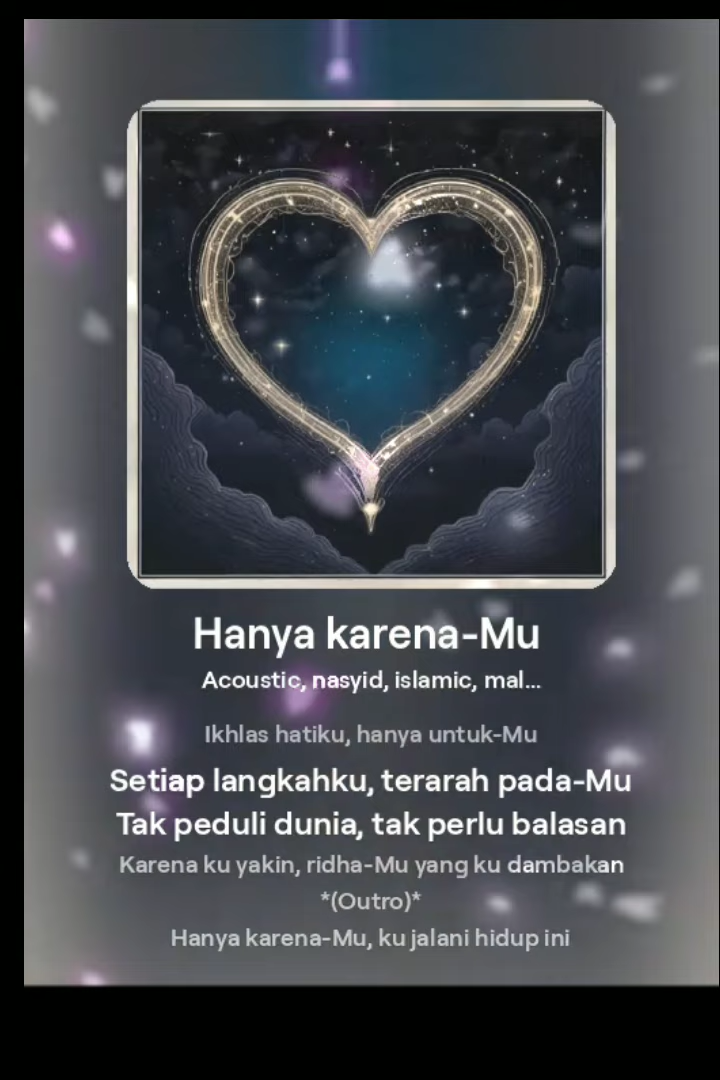 Hanya karena-Mu
Acoustic, nasyid, islamic, mal...
Ikhlas hatiku, hanya untuk-Mu
Setiap langkahku, terarah pada-Mu
Tak peduli dunia, tak perlu balasan
Karena ku yakin, ridha-Mu yang ku dambakan
*(Outro)*
Hanya karena-Mu, ku jalani hidup ini